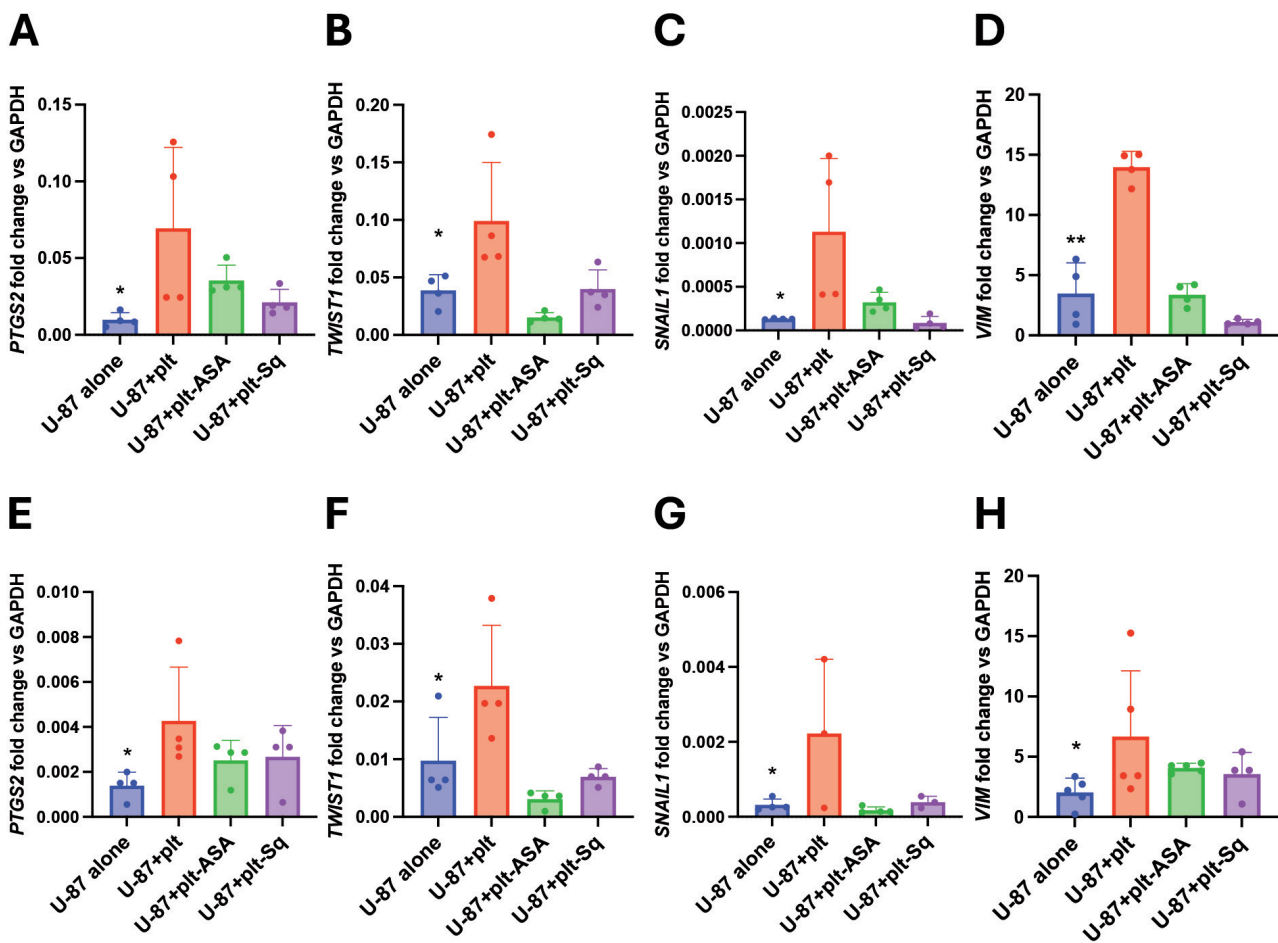 A
B
C
D
PTGS2 fold change vs GAPDH
0.15
0.10
0.05
0.00
*
U-87 alone
U-87+plt
U-87+plt-ASA
U-87+plt-Sq
TWIST1 fold change vs GAPDH
0.20
0.15
0.10
0.05
0.00
*
U-87 alone
U-87+plt
U-87+plt-ASA
U-87+plt-Sq
SNAIL1 fold change vs GAPDH
0.0025
0.0020
0.0015
0.0010
0.0005
0.0000
*
U-87 alone
U-87+plt
U-87+plt-ASA
U-87+plt-Sq
VIM fold change vs GAPDH
20
15
10
5
0
**
U-87 alone
U-87+plt
U-87+plt-ASA
U-87+plt-Sq
E
F
G
H
PTGS2 fold change vs GAPDH
0.010
0.008
0.006
0.004
0.002
0.000
*
U-87 alone
U-87+plt
U-87+plt-ASA
U-87+plt-Sq
TWIST1 fold change vs GAPDH
0.04
0.03
0.02
0.01
0.00
*
U-87 alone
U-87+plt
U-87+plt-ASA
U-87+plt-Sq
SNAIL1 fold change vs GAPDH
0.006
0.004
0.002
0.000
*
U-87 alone
U-87+plt
U-87+plt-ASA
U-87+plt-Sq
VIM fold change vs GAPDH
20
15
10
5
0
*
U-87 alone
U-87+plt
U-87+plt-ASA
U-87+plt-Sq